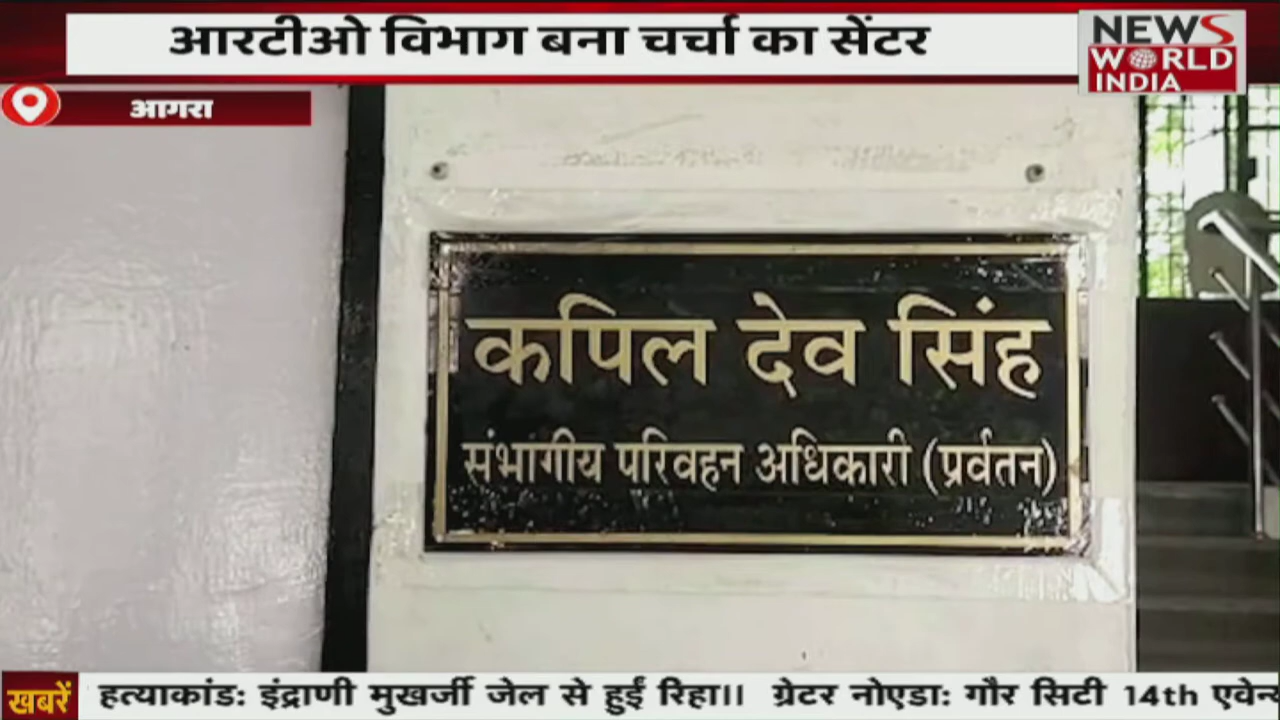 आरटीओ विभाग बना चर्चा का सेंटर
NEWS
WORLD
INDIA
आगरा
कपिल देव सिंह
संभागीय परिवहन अधिकारी (प्रर्वतन)
खबरें
हत्याकांड: इंद्राणी मुखर्जी जेल से हुईं रिहा।। ग्रेटर नोएडा: गौर सिटी 14th एवेन्